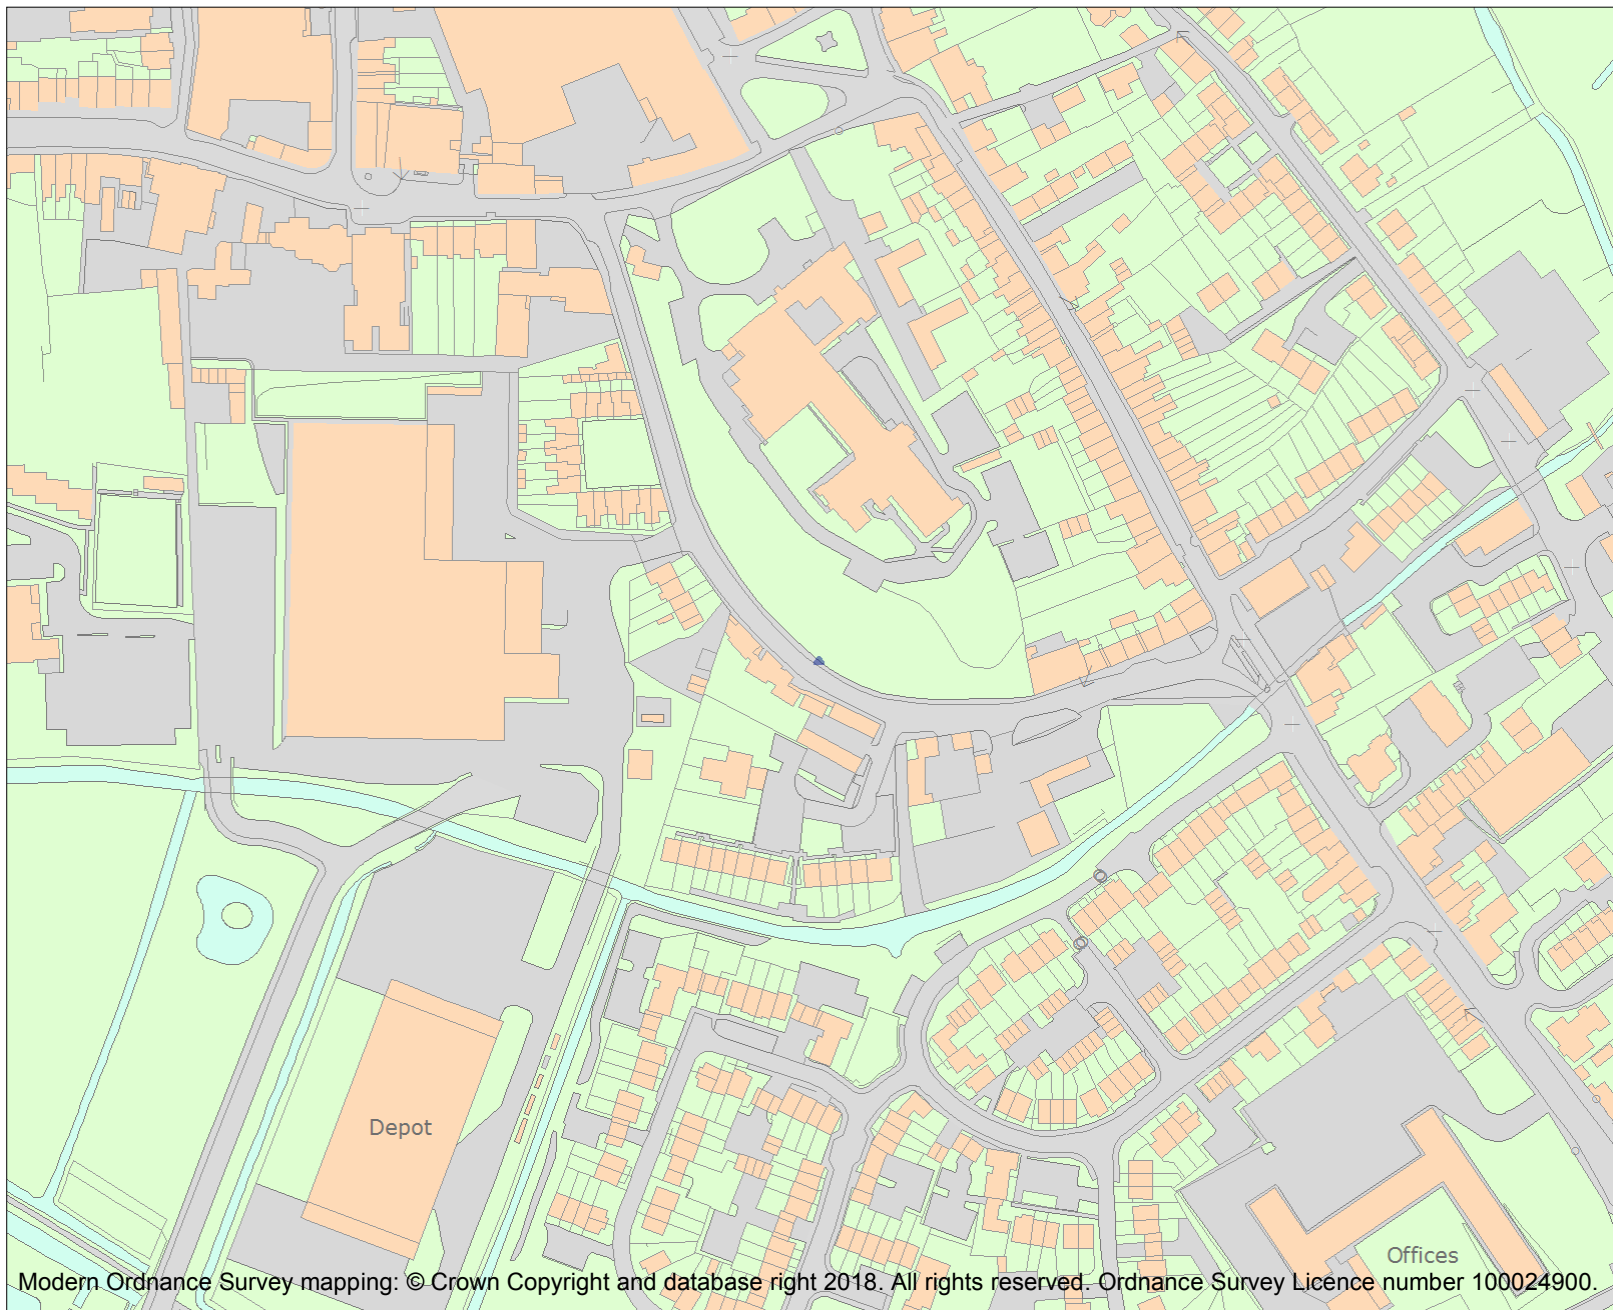 Depot
Offices
Modern Ordnance Survey mapping: © Crown Copyright and database right 2018. All rights reserved. Ordnance Survey Licence number 100024900.